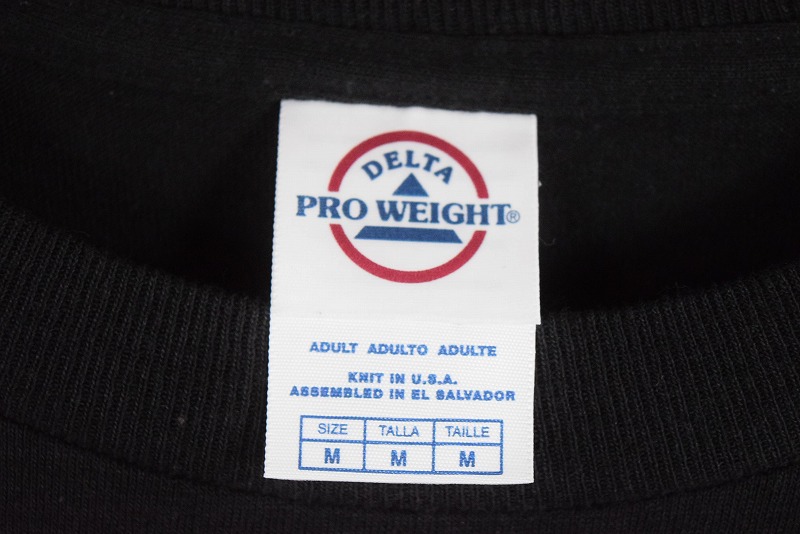 DELTA
PRO WEIGHT®
ADULT ADULTO ADULTE
KNIT IN U.S.A.
ASSEMBLED IN EL SALVADOR
SIZE TALLA TAILLE
M M M